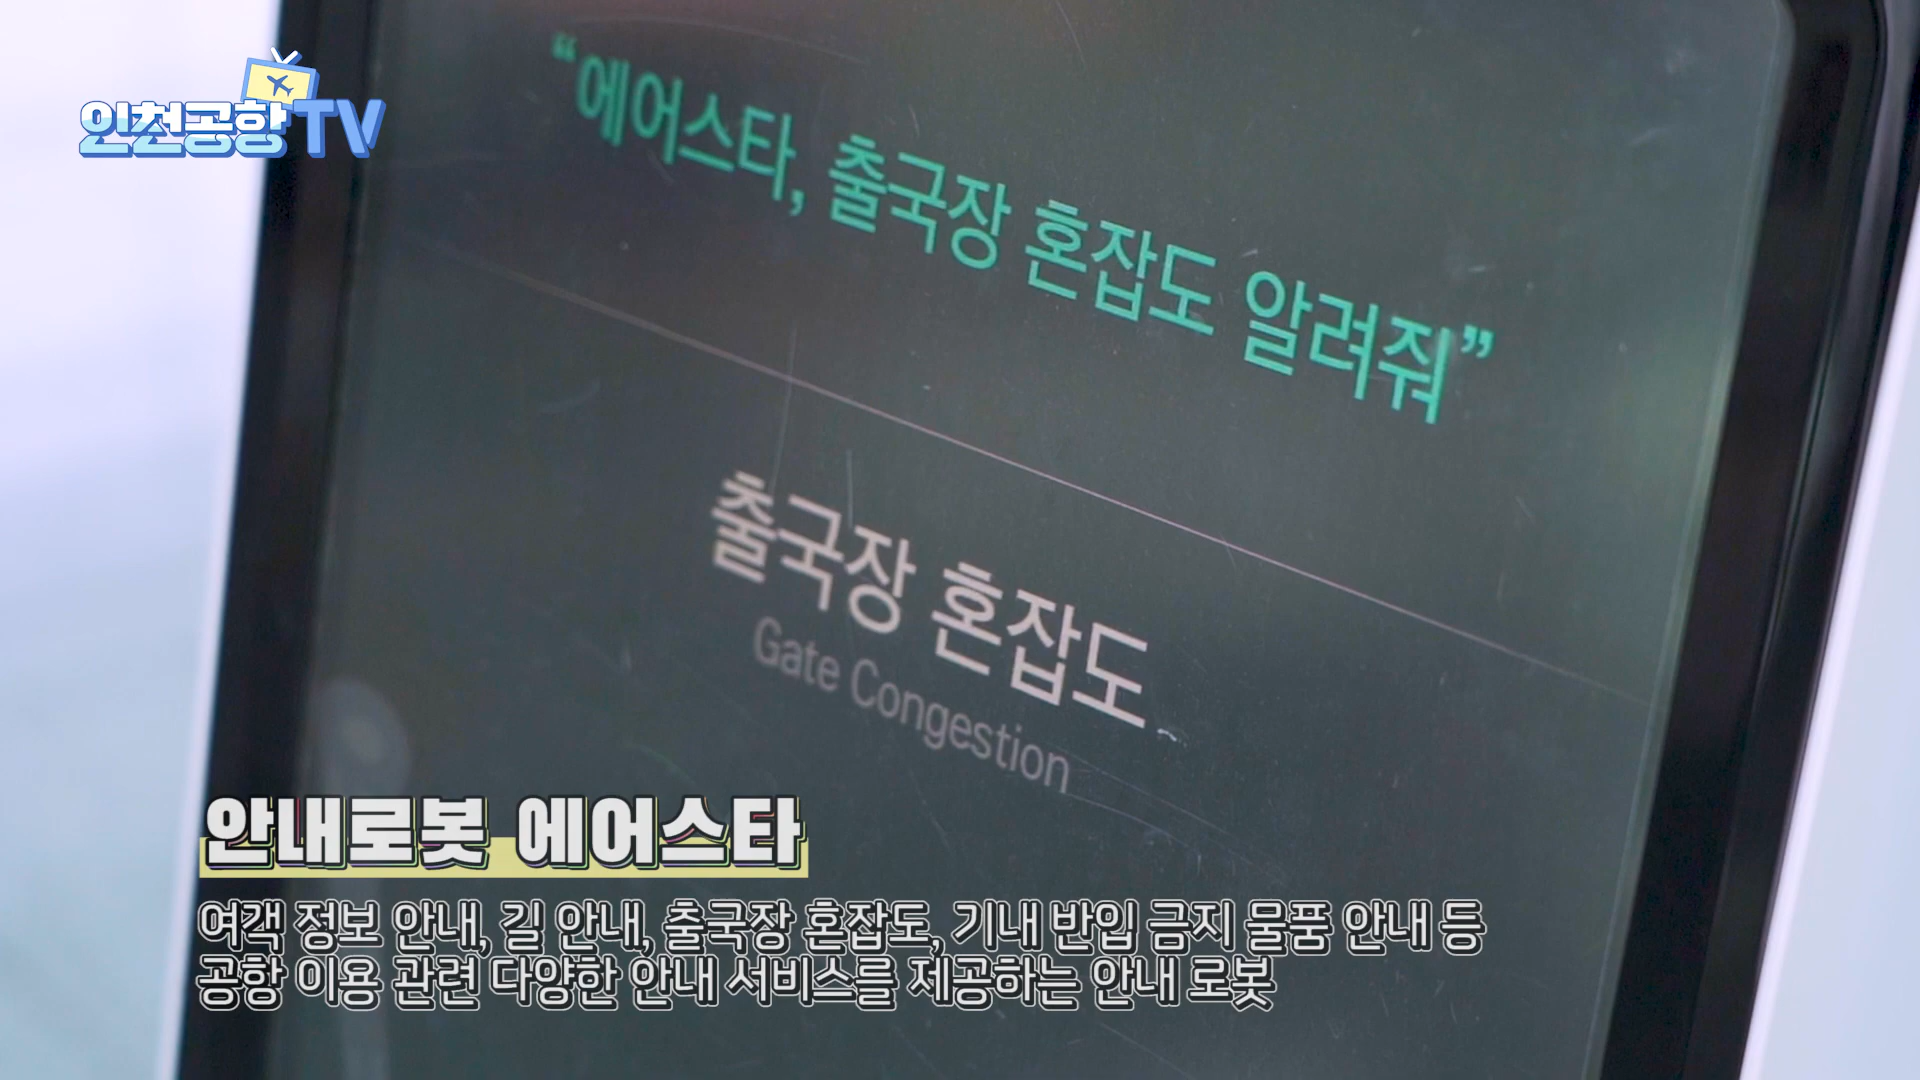 인천공항TV
“에어스타, 출국장 혼잡도 알려줘”
출국장 혼잡도
Gate Congestion
안내로봇 에어스타
여객 정보 안내, 길 안내, 출국장 혼잡도, 기내 반입 금지 물품 안내 등
공항 이용 관련 다양한 안내 서비스를 제공하는 안내 로봇